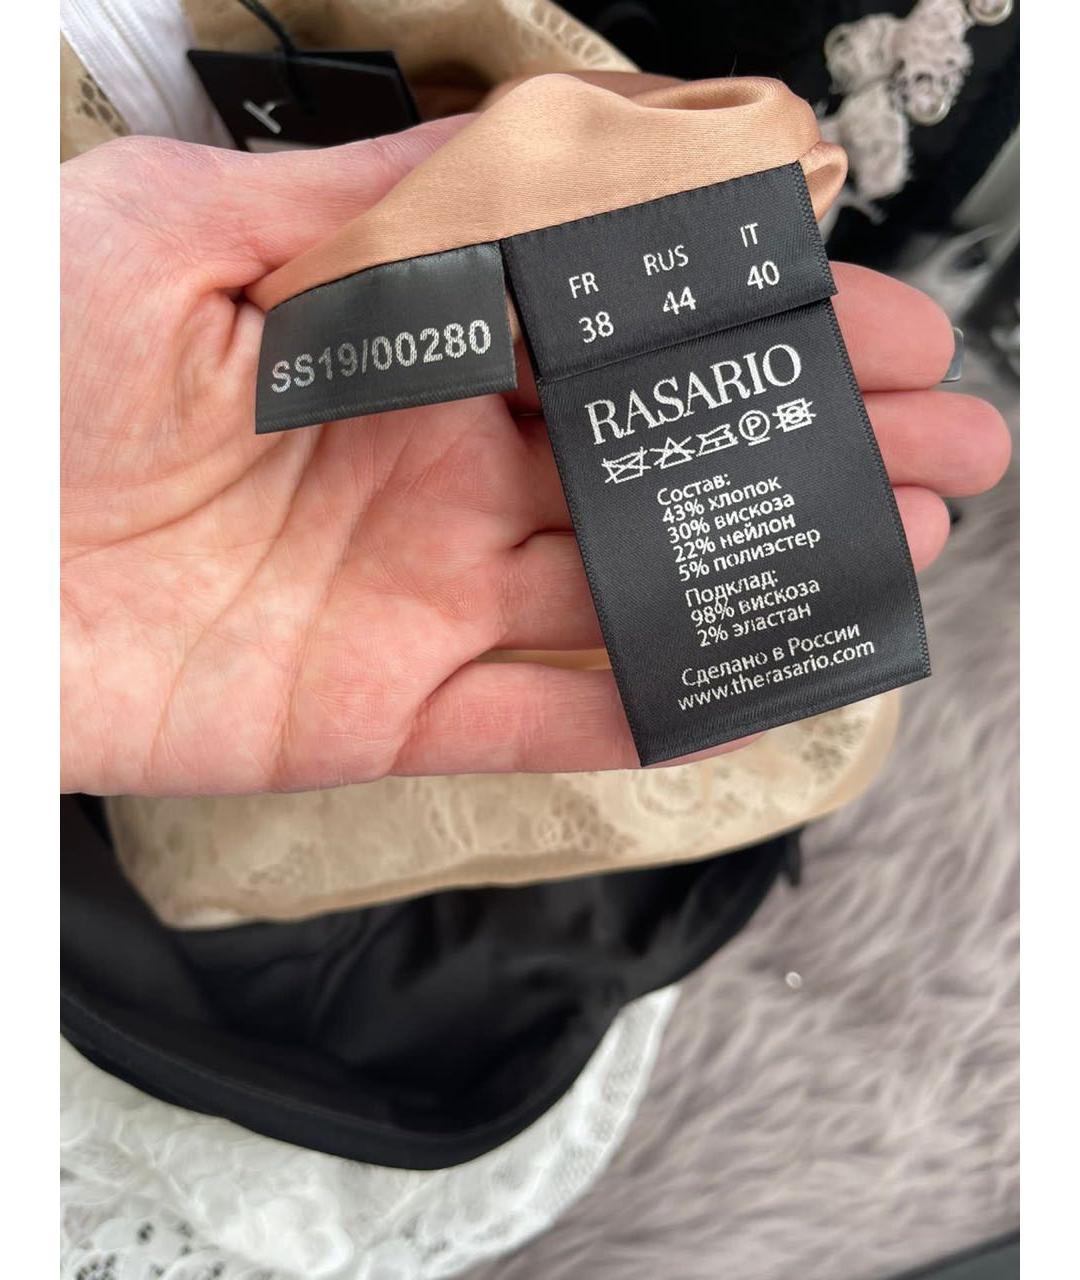 SS19/00280
FR RUS IT
38 44 40
RASARIO
Состав:
43% хлопок
30% вискоза
22% нейлон
5% полиэстер
Подклад:
98% вискоза
2% эластан
Сделано в России
www.therasario.com